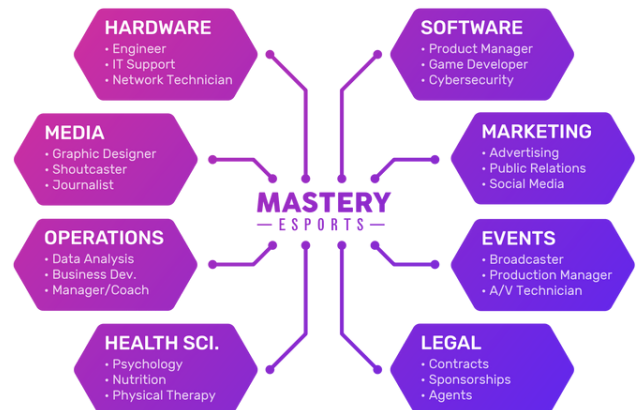 HARDWARE
• Engineer
• IT Support
• Network Technician
SOFTWARE
• Product Manager
• Game Developer
• Cybersecurity
MEDIA
• Graphic Designer
• Shoutcaster
• Journalist
MARKETING
• Advertising
• Public Relations
• Social Media
MASTERY
ESPORTS
OPERATIONS
• Data Analysis
• Business Dev.
• Manager/Coach
EVENTS
• Broadcaster
• Production Manager
• A/V Technician
HEALTH SCI.
• Psychology
• Nutrition
• Physical Therapy
LEGAL
• Contracts
• Sponsorships
• Agents